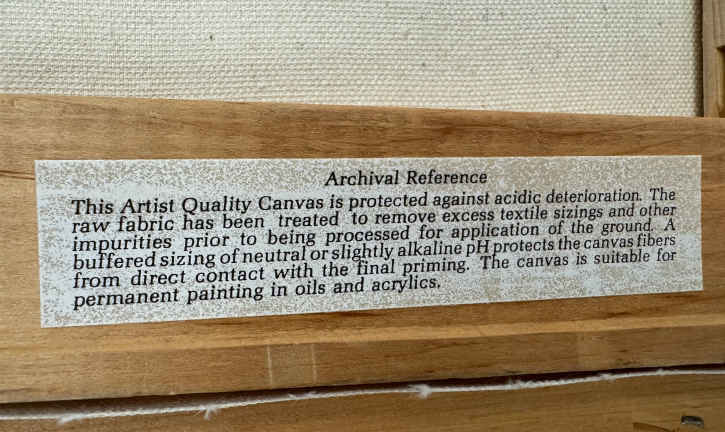 Archival Reference
This Artist Quality Canvas is protected against acidic deterioration. The
raw fabric has been treated to remove excess textile sizings and other
impurities prior to being processed for application of the ground. A
buffered sizing of neutral or slightly alkaline pH protects the canvas fibers
from direct contact with the final priming. The canvas is suitable for
permanent painting in oils and acrylics.